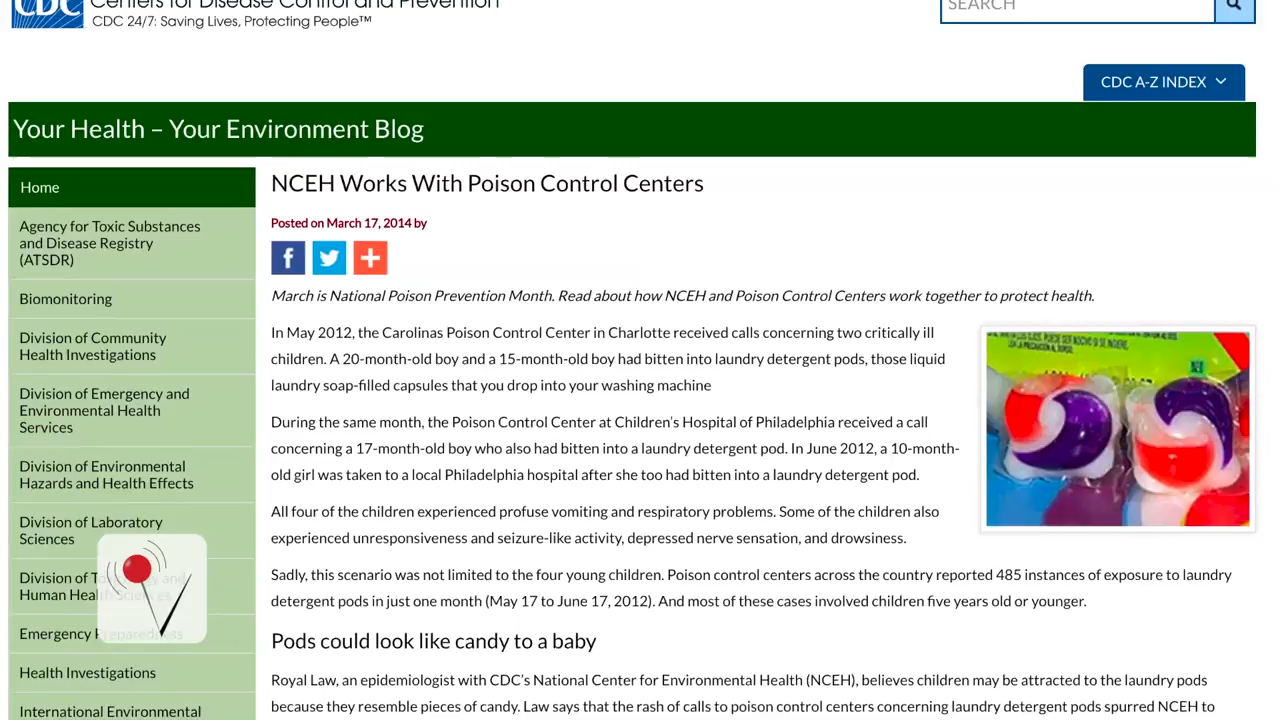 CDC Centers for Disease Control and Prevention
SEARCH
CDC 24/7: Saving Lives, Protecting People™
CDC A-Z INDEX
Your Health – Your Environment Blog
Home
Agency for Toxic Substances
and Disease Registry
(ATSDR)
Biomonitoring
Division of Community
Health Investigations
Division of Emergency and
Environmental Health
Services
Division of Environmental
Hazards and Health Effects
Division of Laboratory
Sciences
Division of Toxicology and
Human Health Sciences
Emergency Preparedness
Health Investigations
International Environmental
NCEH Works With Poison Control Centers
Posted on March 17, 2014 by
March is National Poison Prevention Month. Read about how NCEH and Poison Control Centers work together to protect health.
In May 2012, the Carolinas Poison Control Center in Charlotte received calls concerning two critically ill
children. A 20-month-old boy and a 15-month-old boy had bitten into laundry detergent pods, those liquid
laundry soap-filled capsules that you drop into your washing machine
During the same month, the Poison Control Center at Children's Hospital of Philadelphia received a call
concerning a 17-month-old boy who also had bitten into a laundry detergent pod. In June 2012, a 10-month-
old girl was taken to a local Philadelphia hospital after she too had bitten into a laundry detergent pod.
All four of the children experienced profuse vomiting and respiratory problems. Some of the children also
experienced unresponsiveness and seizure-like activity, depressed nerve sensation, and drowsiness.
Sadly, this scenario was not limited to the four young children. Poison control centers across the country reported 485 instances of exposure to laundry
detergent pods in just one month (May 17 to June 17, 2012). And most of these cases involved children five years old or younger.
Pods could look like candy to a baby
Royal Law, an epidemiologist with CDC's National Center for Environmental Health (NCEH), believes children may be attracted to the laundry pods
because they resemble pieces of candy. Law says that the rash of calls to poison control centers concerning laundry detergent pods spurred NCEH to